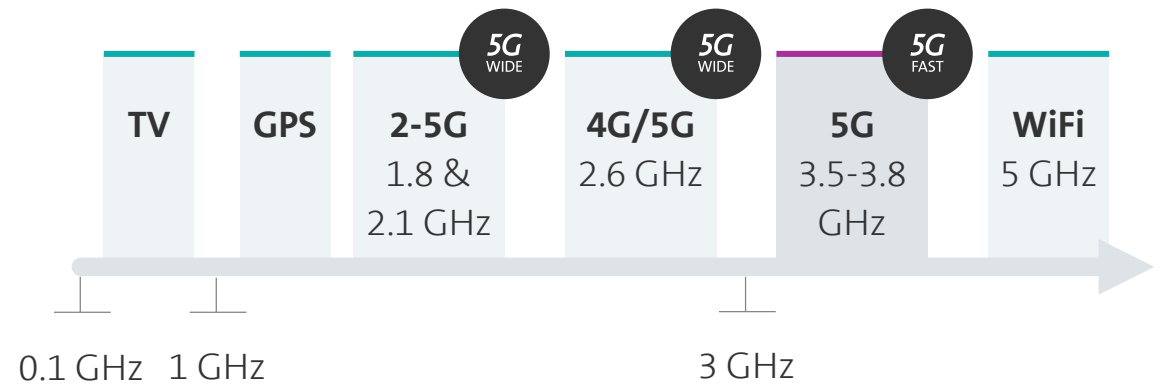 5G
WIDE
5G
WIDE
5G
FAST
TV
GPS
2-5G
1.8 &
2.1 GHz
4G/5G
2.6 GHz
5G
3.5-3.8
GHz
WiFi
5 GHz
0.1 GHz
1 GHz
3 GHz